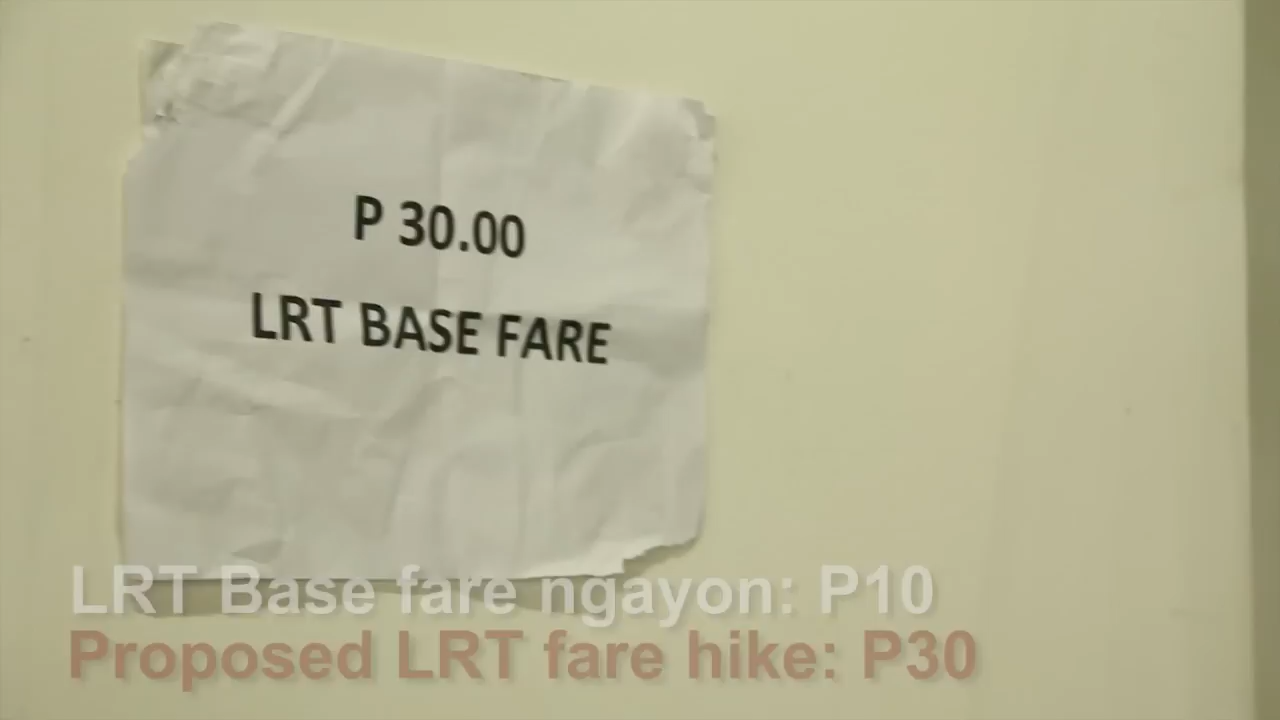 P 30.00
LRT BASE FARE
LRT Base fare ngayon: P10
Proposed LRT fare hike: P30